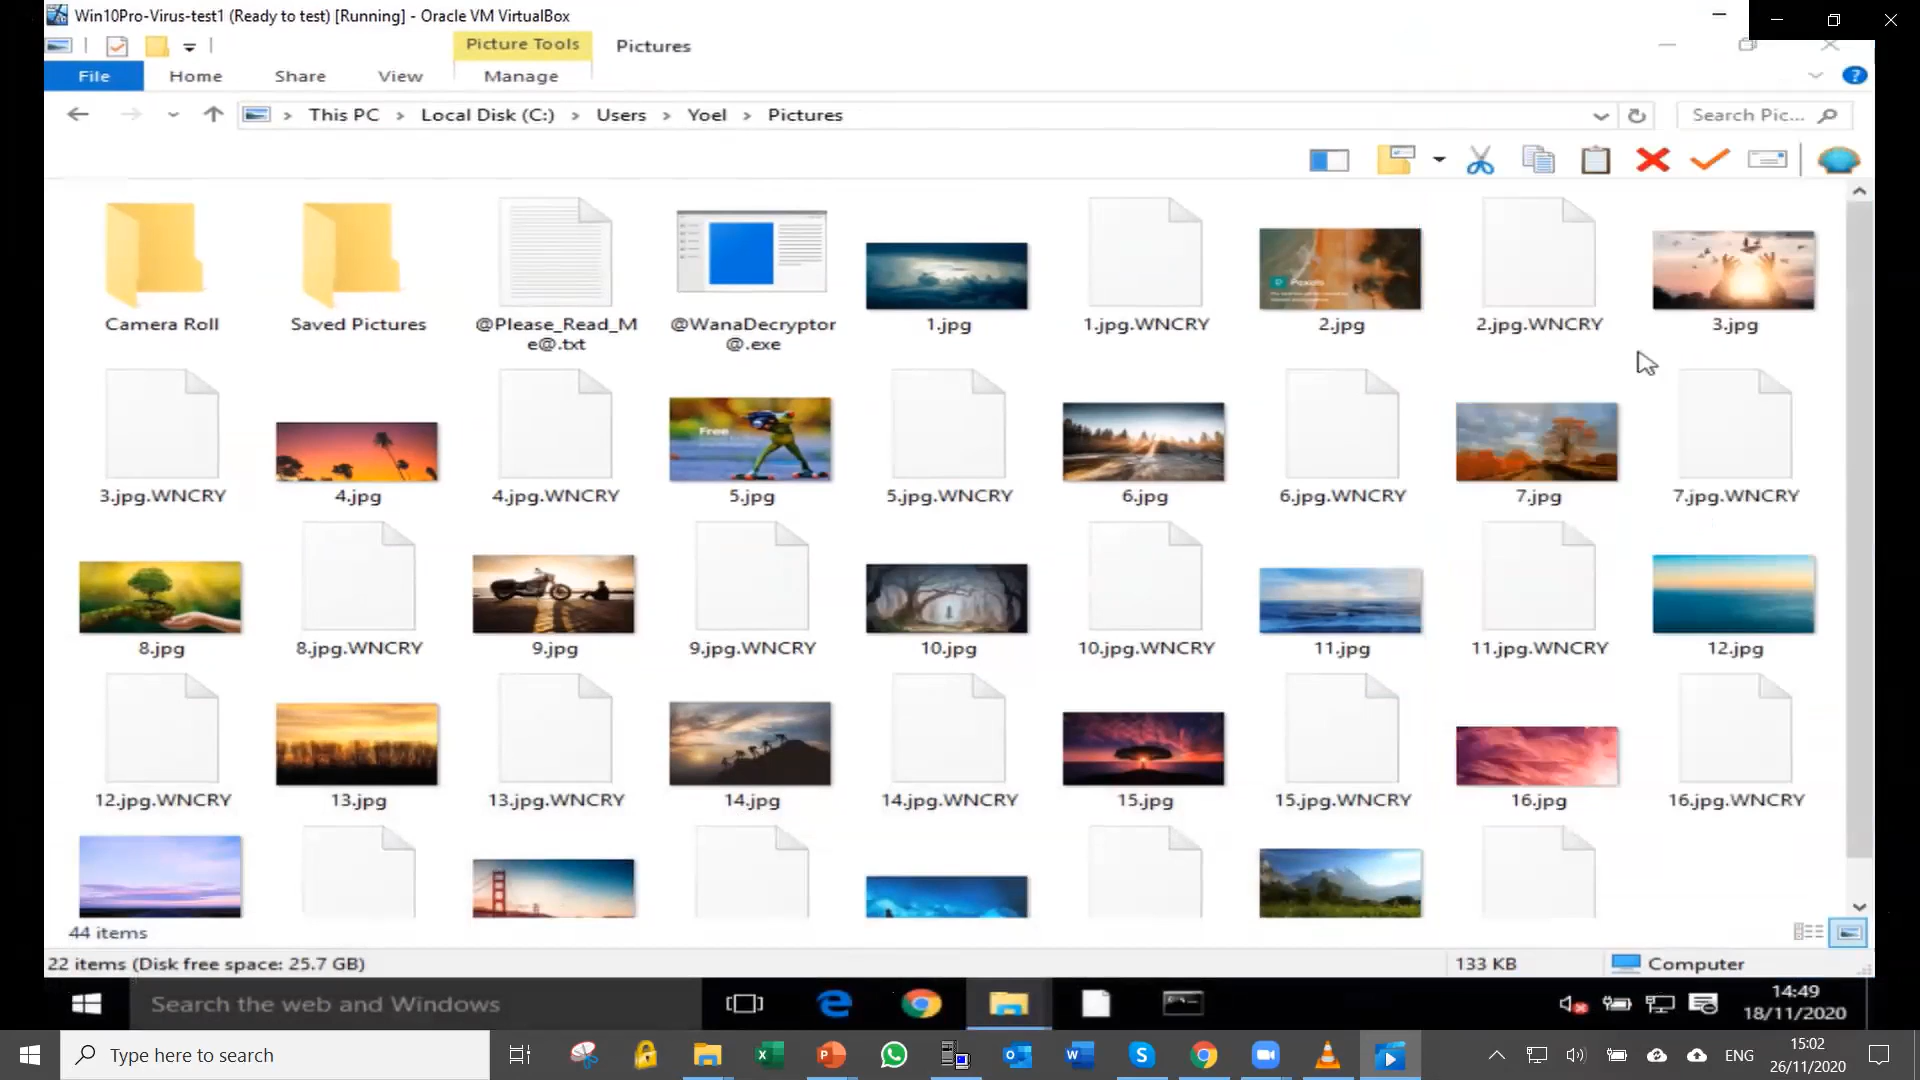 Win10Pro-Virus-test1 (Ready to test) [Running] - Oracle VM VirtualBox
Picture Tools
Pictures
File
Home
Share
View
Manage
This PC
Local Disk (C:)
Users
Yoel
Pictures
Search Pic...
Camera Roll
Saved Pictures
@Please_Read_M
e@.txt
@WanaDecryptor
@.exe
1.jpg
1.jpg.WNCRY
2.jpg
2.jpg.WNCRY
3.jpg
3.jpg.WNCRY
4.jpg
4.jpg.WNCRY
Free
5.jpg
5.jpg.WNCRY
6.jpg
6.jpg.WNCRY
7.jpg
7.jpg.WNCRY
8.jpg
8.jpg.WNCRY
9.jpg
9.jpg.WNCRY
10.jpg
10.jpg.WNCRY
11.jpg
11.jpg.WNCRY
12.jpg
12.jpg.WNCRY
13.jpg
13.jpg.WNCRY
14.jpg
14.jpg.WNCRY
15.jpg
15.jpg.WNCRY
16.jpg
16.jpg.WNCRY
44 items
22 items (Disk free space: 25.7 GB)
133 KB
Computer
Search the web and Windows
14:49
18/11/2020
Type here to search
ENG
15:02
26/11/2020